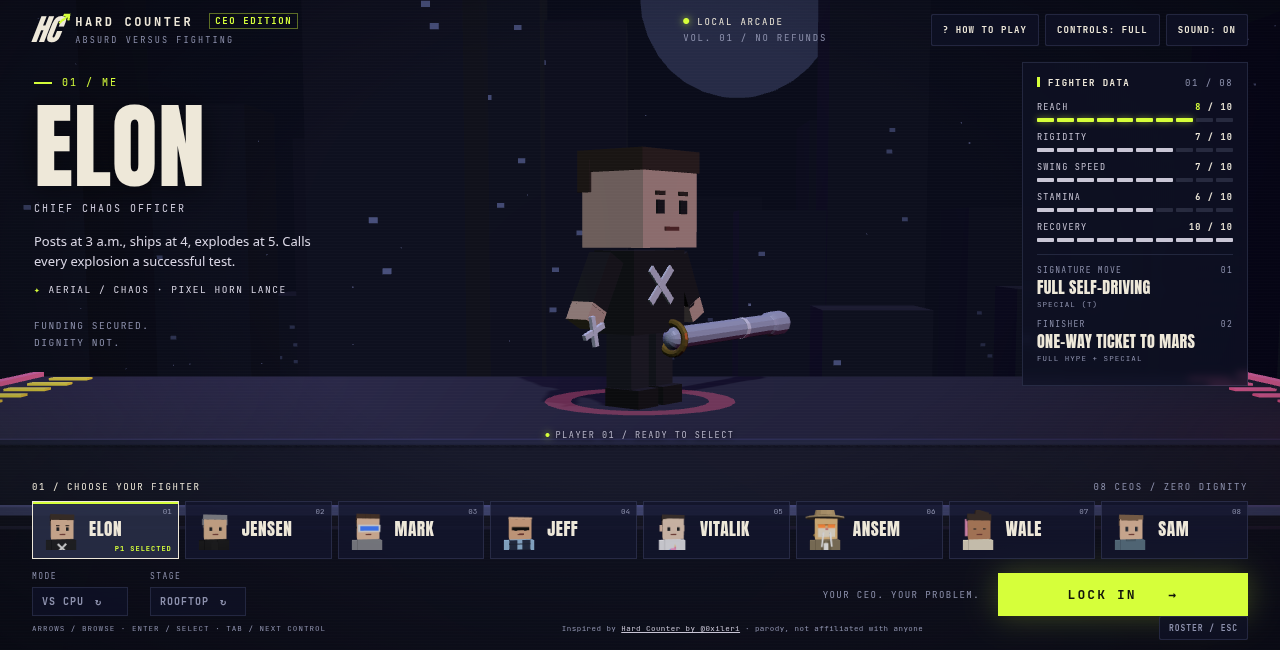 HC HARD COUNTER CEO EDITION
ABSURD VERSUS FIGHTING
LOCAL ARCADE
VOL. 01 / NO REFUNDS
? HOW TO PLAY
CONTROLS: FULL
SOUND: ON
01 / ME
ELON
CHIEF CHAOS OFFICER
Posts at 3 a.m., ships at 4, explodes at 5. Calls
every explosion a successful test.
✦ AERIAL / CHAOS · PIXEL HORN LANCE
FUNDING SECURED.
DIGNITY NOT.
FIGHTER DATA 01 / 08
REACH 8 / 10
RIGIDITY 7 / 10
SWING SPEED 7 / 10
STAMINA 6 / 10
RECOVERY 10 / 10
SIGNATURE MOVE 01
FULL SELF-DRIVING
SPECIAL (T)
FINISHER 02
ONE-WAY TICKET TO MARS
FULL HYPE + SPECIAL
PLAYER 01 / READY TO SELECT
01 / CHOOSE YOUR FIGHTER
08 CEOS / ZERO DIGNITY
01 ELON P1 SELECTED
02 JENSEN
03 MARK
04 JEFF
05 VITALIK
06 ANSEM
07 WALE
08 SAM
MODE
VS CPU ↻
STAGE
ROOFTOP ↻
YOUR CEO. YOUR PROBLEM.
LOCK IN →
ARROWS / BROWSE · ENTER / SELECT · TAB / NEXT CONTROL
Inspired by Hard Counter by @0xileri · parody, not affiliated with anyone
ROSTER / ESC